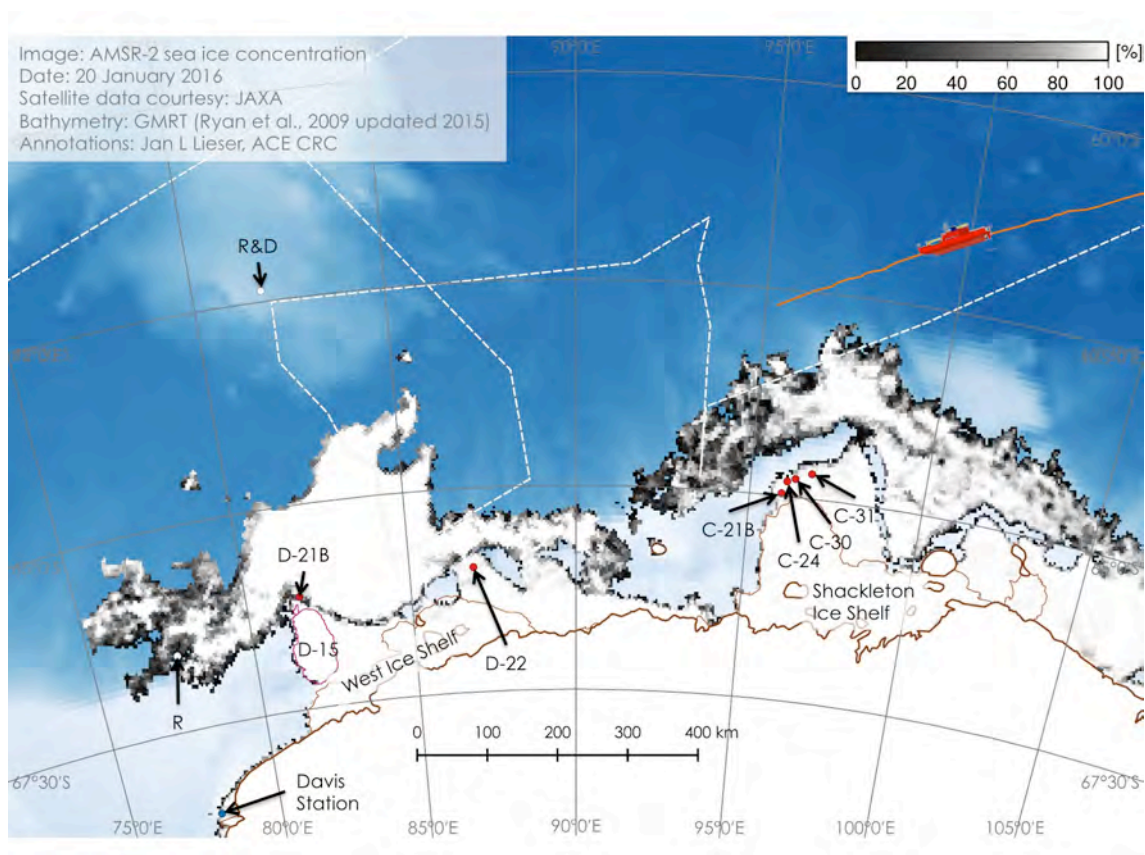 Image: AMSR-2 sea ice concentration
Date: 20 January 2016
Satellite data courtesy: JAXA
Bathymetry: GMRT (Ryan et al., 2009 updated 2015)
Annotations: Jan L Lieser, ACE CRC
90°0'E
95°0'E
[%]
0 20 40 60 80 100
60°0'S
R&D
C-21B
C-24
C-30
C-31
D-21B
D-15
D-22
West Ice Shelf
Shackleton
Ice Shelf
R
0 100 200 300 400 km
67°30'S
67°30'S
Davis
Station
75°0'E
80°0'E
85°0'E
90°0'E
95°0'E
100°0'E
105°0'E